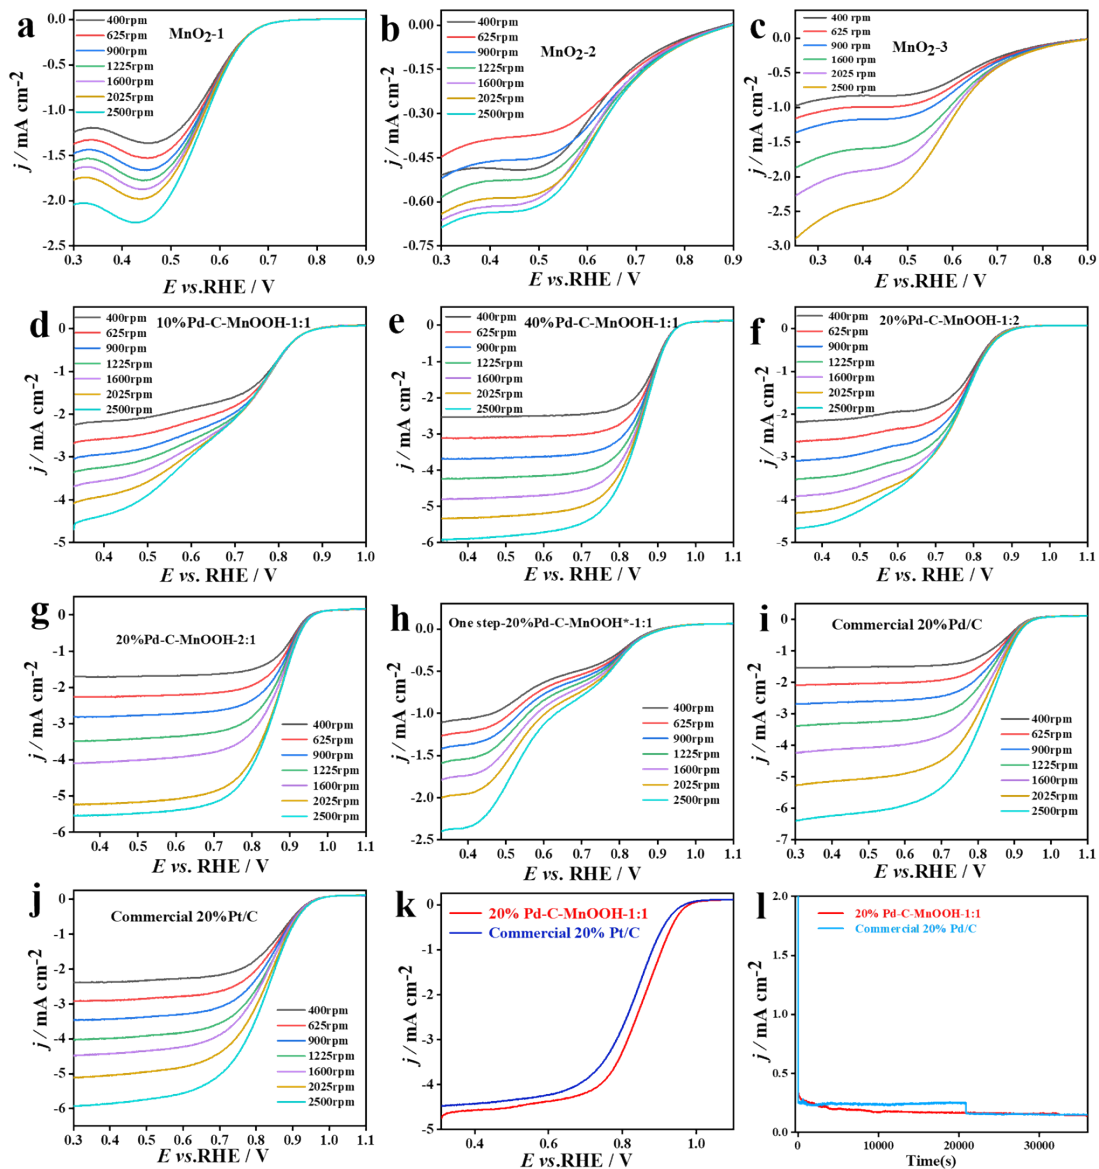 a
MnO2-1
400rpm
625rpm
900rpm
1225rpm
1600rpm
2025rpm
2500rpm
0.0
-0.5
-1.0
-1.5
-2.0
-2.5
0.3 0.4 0.5 0.6 0.7 0.8 0.9
j / mA cm-2
E vs.RHE / V
b
MnO2-2
400rpm
625rpm
900rpm
1225rpm
1600rpm
2025rpm
2500rpm
0.00
-0.15
-0.30
-0.45
-0.60
-0.75
0.3 0.4 0.5 0.6 0.7 0.8 0.9
j / mA cm-2
E vs.RHE / V
c
MnO2-3
400 rpm
625 rpm
900 rpm
1600 rpm
2025 rpm
2500 rpm
0.0
-0.5
-1.0
-1.5
-2.0
-2.5
-3.0
0.3 0.4 0.5 0.6 0.7 0.8 0.9
j / mA cm-2
E vs.RHE / V
d
10%Pd-C-MnOOH-1:1
400rpm
625rpm
900rpm
1225rpm
1600rpm
2025rpm
2500rpm
0
-1
-2
-3
-4
-5
0.4 0.5 0.6 0.7 0.8 0.9 1.0
j / mA cm-2
E vs. RHE / V
e
40%Pd-C-MnOOH-1:1
400rpm
625rpm
900rpm
1225rpm
1600rpm
2025rpm
2500rpm
0
-1
-2
-3
-4
-5
-6
0.4 0.5 0.6 0.7 0.8 0.9 1.0 1.1
j / mA cm-2
E vs. RHE / V
f
20%Pd-C-MnOOH-1:2
400rpm
625rpm
900rpm
1225rpm
1600rpm
2025rpm
2500rpm
0
-1
-2
-3
-4
-5
0.4 0.5 0.6 0.7 0.8 0.9 1.0 1.1
j / mA cm-2
E vs. RHE / V
g
20%Pd-C-MnOOH-2:1
400rpm
625rpm
900rpm
1225rpm
1600rpm
2025rpm
2500rpm
0
-1
-2
-3
-4
-5
-6
0.4 0.5 0.6 0.7 0.8 0.9 1.0 1.1
j / mA cm-2
E vs. RHE / V
h
One step-20%Pd-C-MnOOH*-1:1
400rpm
625rpm
900rpm
1225rpm
1600rpm
2025rpm
2500rpm
0.0
-0.5
-1.0
-1.5
-2.0
-2.5
0.4 0.5 0.6 0.7 0.8 0.9 1.0 1.1
j / mA cm-2
E vs. RHE / V
i
Commercial 20%Pd/C
400rpm
625rpm
900rpm
1225rpm
1600rpm
2025rpm
2500rpm
0
-1
-2
-3
-4
-5
-6
-7
0.3 0.4 0.5 0.6 0.7 0.8 0.9 1.0 1.1
j / mA cm-2
E vs. RHE / V
j
Commercial 20%Pt/C
400rpm
625rpm
900rpm
1225rpm
1600rpm
2025rpm
2500rpm
0
-1
-2
-3
-4
-5
-6
0.3 0.4 0.5 0.6 0.7 0.8 0.9 1.0 1.1
j / mA cm-2
E vs.RHE / V
k
20% Pd-C-MnOOH-1:1
Commercial 20% Pt/C
0
-1
-2
-3
-4
-5
0.4 0.6 0.8 1.0
j / mA cm-2
E vs.RHE / V
l
20% Pd-C-MnOOH-1:1
Commercial 20% Pd/C
2.0
1.5
1.0
0.5
0.0
0 10000 20000 30000
j / mA cm-2
Time(s)